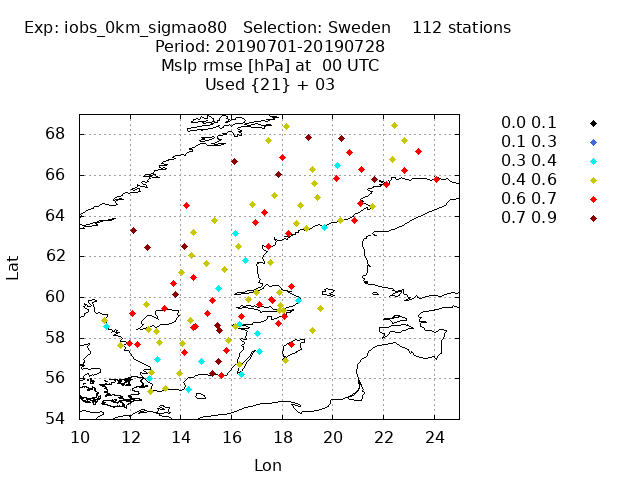 Exp: iobs_0km_sigmao80   Selection: Sweden    112 stations
Period: 20190701-20190728
Mslp rmse [hPa] at  00 UTC
Used {21} + 03
0.0 0.1
0.1 0.3
0.3 0.4
0.4 0.6
0.6 0.7
0.7 0.9
Lat
68
66
64
62
60
58
56
54
10 12 14 16 18 20 22 24
Lon